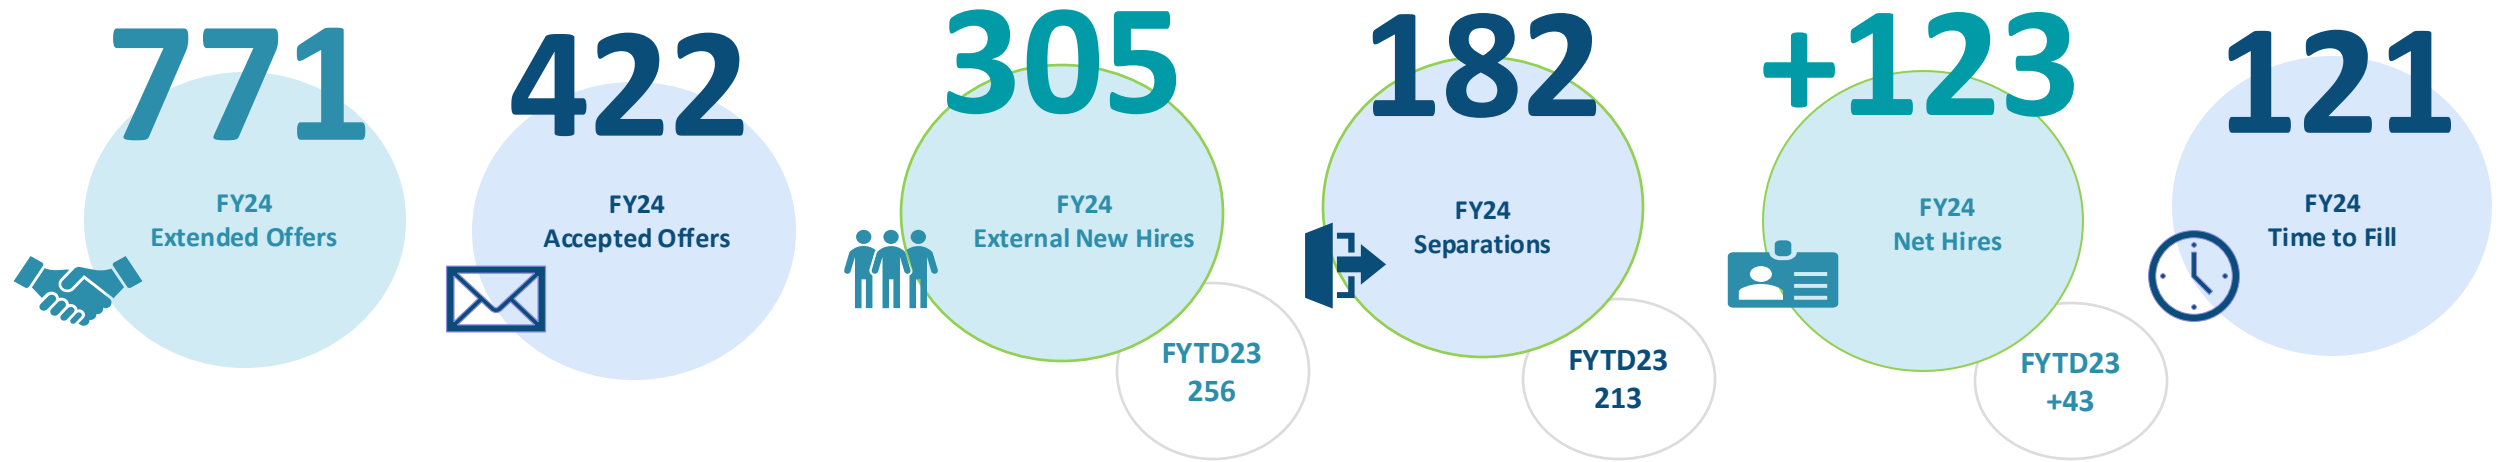 771
FY24
Extended Offers
422
FY24
Accepted Offers
305
FY24
External New Hires
FYTD23
256
182
FY24
Separations
FYTD23
213
+123
FY24
Net Hires
FYTD23
+43
121
FY24
Time to Fill